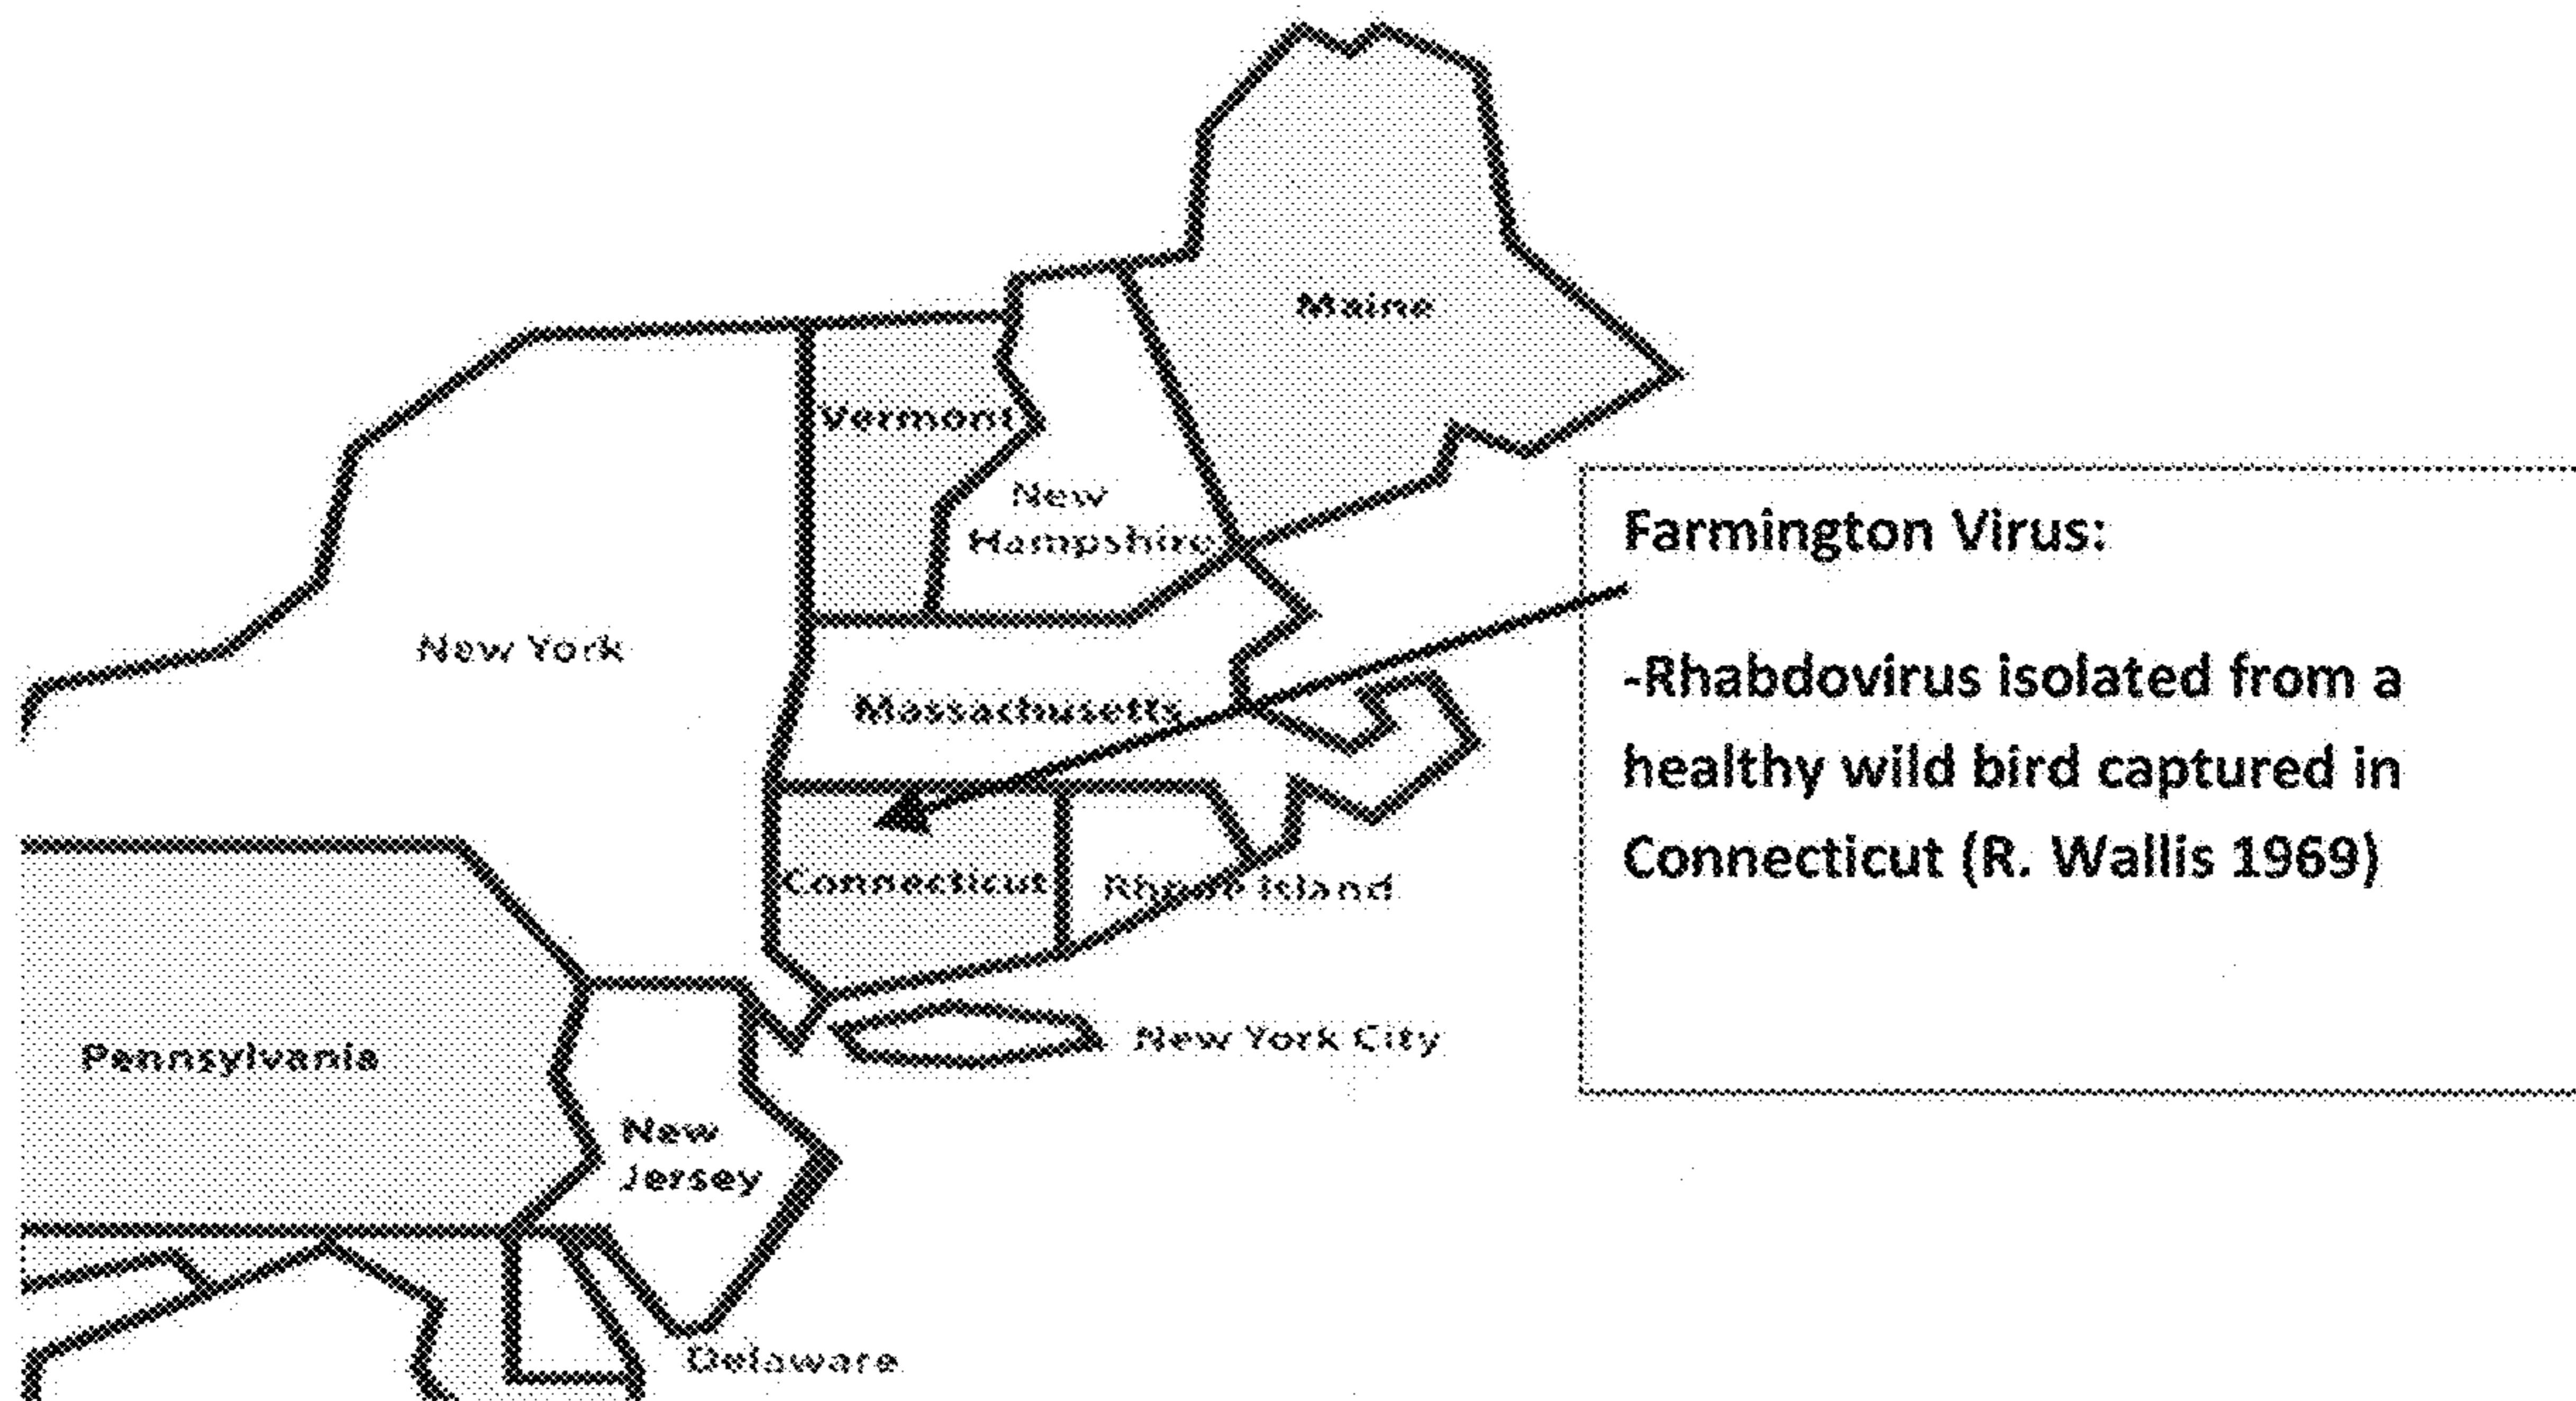 Maine
Vermont
New
Hampshire
Farmington Virus:
New York
-Rhabdovirus isolated from a
healthy wild bird captured in
Connecticut (R. Wallis 1969)
Massachusetts
Connecticut
Rhode Island
New York City
Pennsylvania
New
Jersey
Delaware